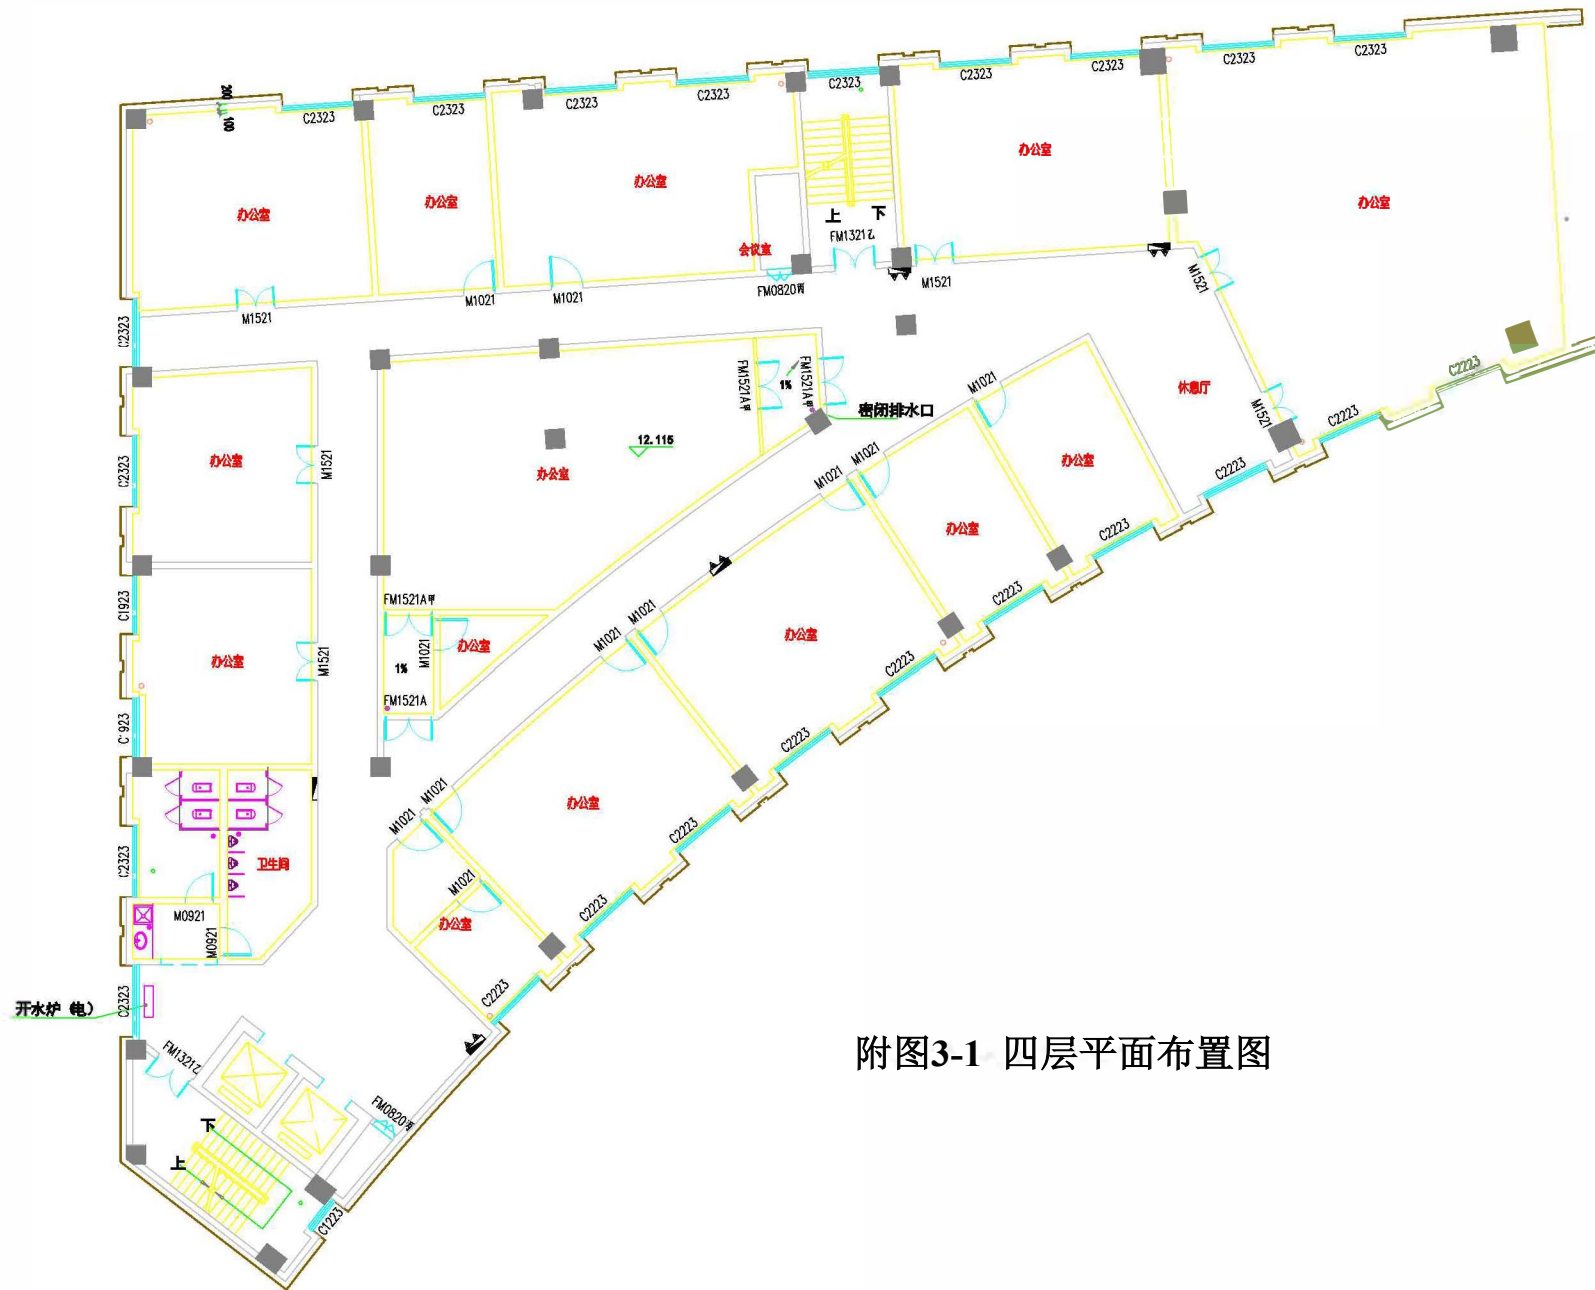 C2323
C2323
C2323
C2323
C2323
C2323
C2323
C2323
C2323
200
100
办公室
办公室
办公室
办公室
办公室
上
下
FM1321乙
会议室
FM0820丙
M1521
M1021
M1021
M1521
M1521
C2323
FM1521A甲
1%
FM1521A甲
密闭排水口
M1021
休息厅
M1521
C2223
C2223
C2223
办公室
M1521
C2323
办公室
12.115
M1021
M1021
办公室
办公室
C2223
C2223
C1923
办公室
M1521
FM1521A甲
M1021
办公室
1%
FM1521A
M1021
M1021
办公室
C2223
C2223
C1923
M1021
M1021
办公室
C2223
C2323
卫生间
M0921
M0921
M1021
办公室
C2223
C2223
C2323
开水炉（电）
FM1321乙
FM0820丙
下
上
C1223
附图3-1 四层平面布置图